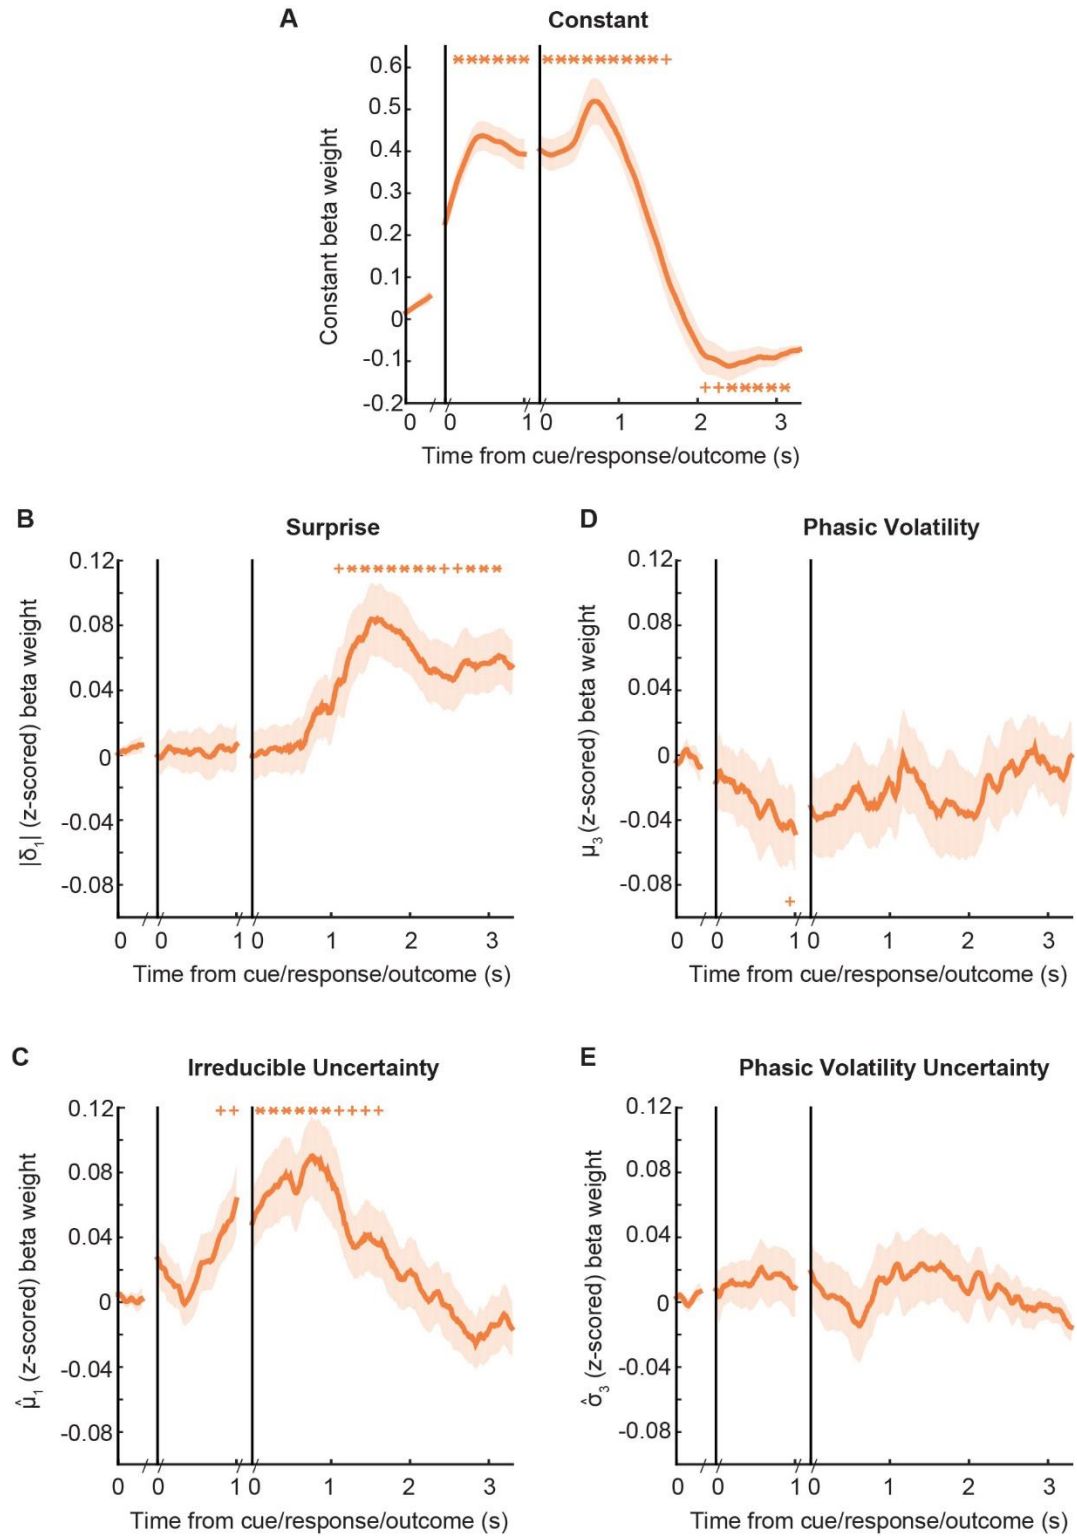 A
Constant
0.6
0.5
0.4
0.3
0.2
0.1
0
-0.1
-0.2
Constant beta weight
0 0 1 0 1 2 3
Time from cue/response/outcome (s)
B
Surprise
0.12
0.08
0.04
0
-0.04
-0.08
|δ₁| (z-scored) beta weight
0 0 1 0 1 2 3
Time from cue/response/outcome (s)
D
Phasic Volatility
0.12
0.08
0.04
0
-0.04
-0.08
μ₃ (z-scored) beta weight
0 0 1 0 1 2 3
Time from cue/response/outcome (s)
C
Irreducible Uncertainty
0.12
0.08
0.04
0
-0.04
-0.08
μ̂₁ (z-scored) beta weight
0 0 1 0 1 2 3
Time from cue/response/outcome (s)
E
Phasic Volatility Uncertainty
0.12
0.08
0.04
0
-0.04
-0.08
σ̂₃ (z-scored) beta weight
0 0 1 0 1 2 3
Time from cue/response/outcome (s)